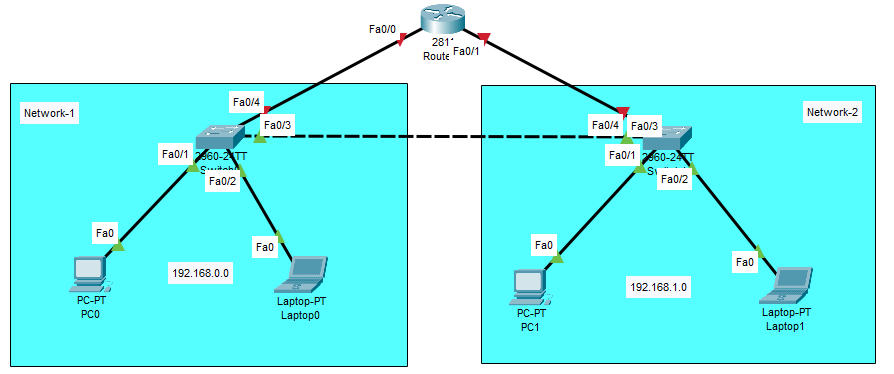 Fa0/0
2811
Fa0/1
Network-1
Fa0/4
Fa0/3
Fa0/1
2960-24TT
Fa0/2
Fa0
Fa0
192.168.0.0
PC-PT
PC0
Laptop-PT
Laptop0
Network-2
Fa0/4
Fa0/3
Fa0/1
2960-24TT
Fa0/2
Fa0
Fa0
192.168.1.0
PC-PT
PC1
Laptop-PT
Laptop1